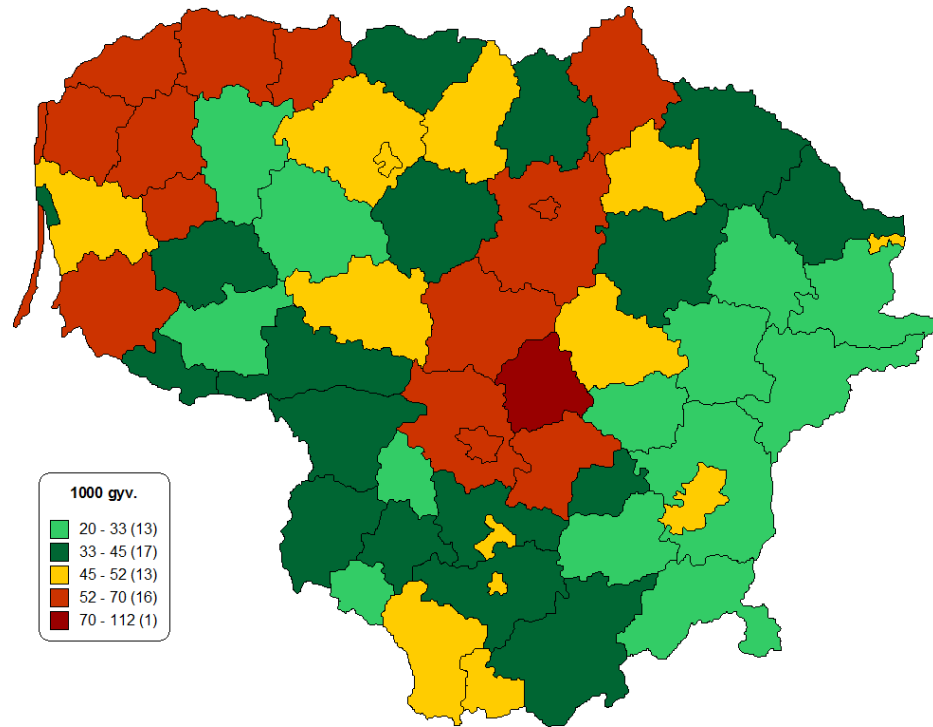 1000 gyv.
20 - 33 (13)
33 - 45 (17)
45 - 52 (13)
52 - 70 (16)
70 - 112 (1)